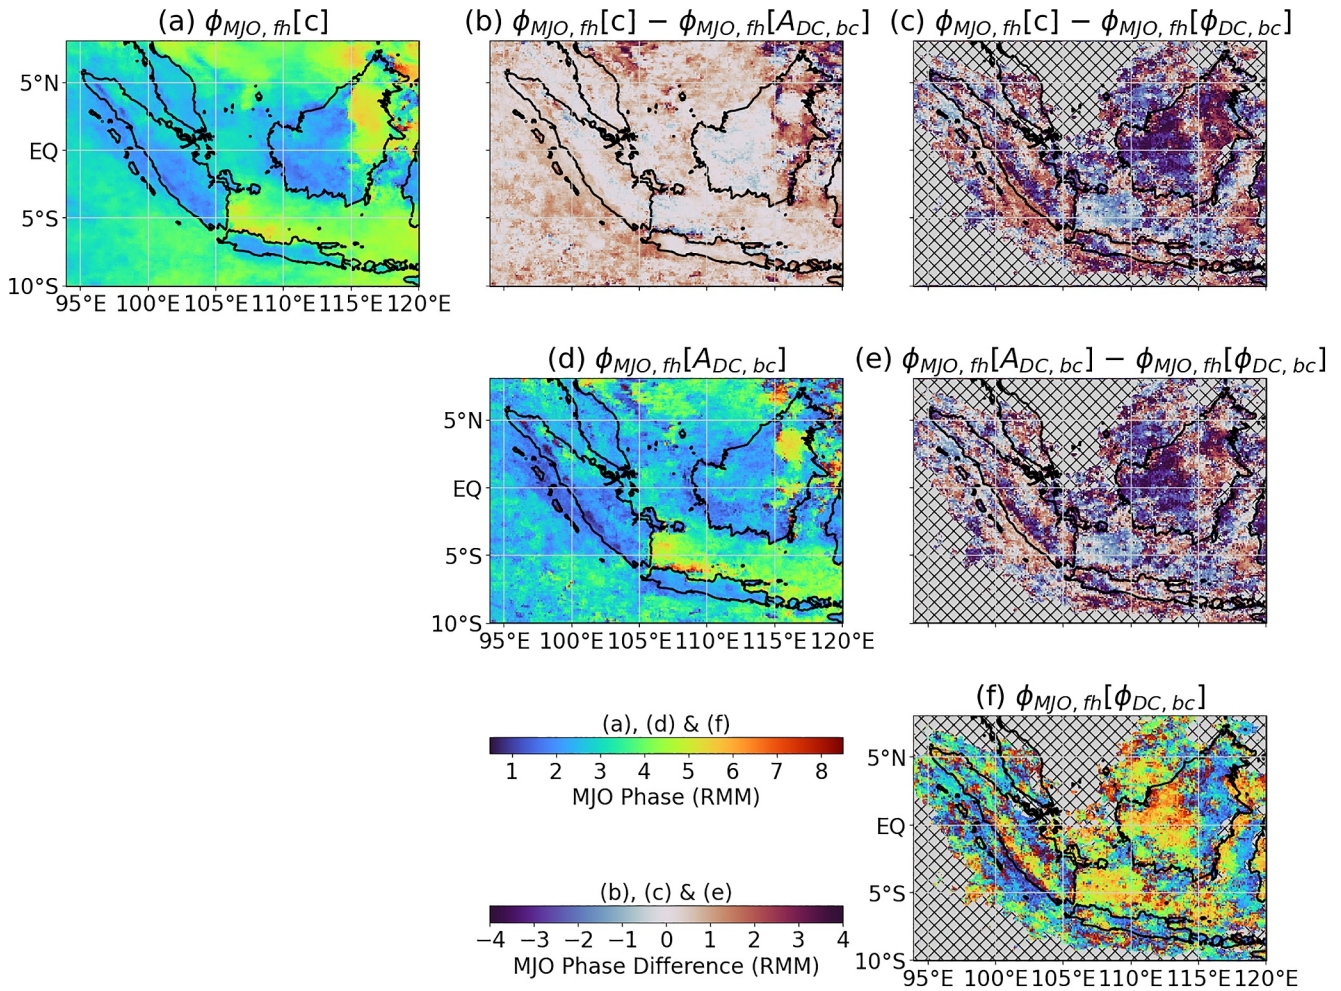 (a) ϕMJO, fh[c]
(b) ϕMJO, fh[c] − ϕMJO, fh[ADC, bc]
(c) ϕMJO, fh[c] − ϕMJO, fh[ϕDC, bc]
5°N
EQ
5°S
10°S
95°E 100°E 105°E 110°E 115°E 120°E
(d) ϕMJO, fh[ADC, bc]
(e) ϕMJO, fh[ADC, bc] − ϕMJO, fh[ϕDC, bc]
5°N
EQ
5°S
10°S
95°E 100°E 105°E 110°E 115°E 120°E
(f) ϕMJO, fh[ϕDC, bc]
(a), (d) & (f)
1 2 3 4 5 6 7 8
MJO Phase (RMM)
(b), (c) & (e)
−4 −3 −2 −1 0 1 2 3 4
MJO Phase Difference (RMM)
5°N
EQ
5°S
10°S
95°E 100°E 105°E 110°E 115°E 120°E